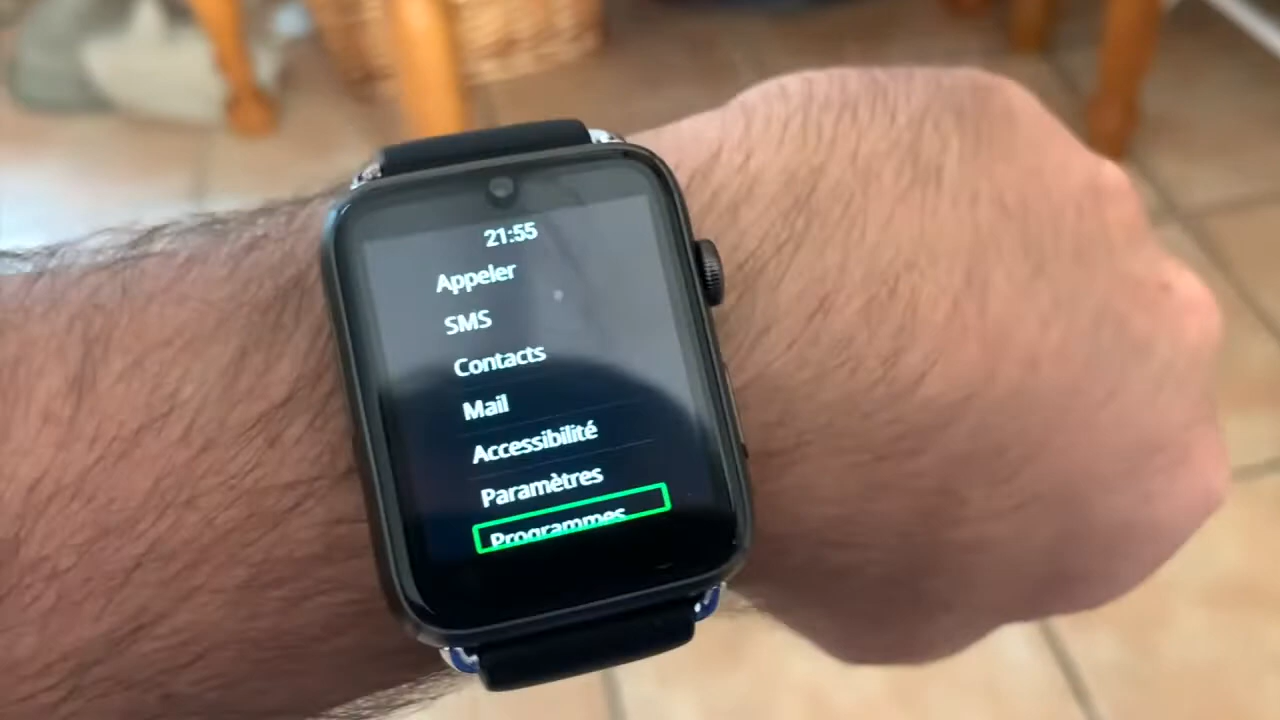 21:55
Appeler
SMS
Contacts
Mail
Accessibilité
Paramètres
Programmes